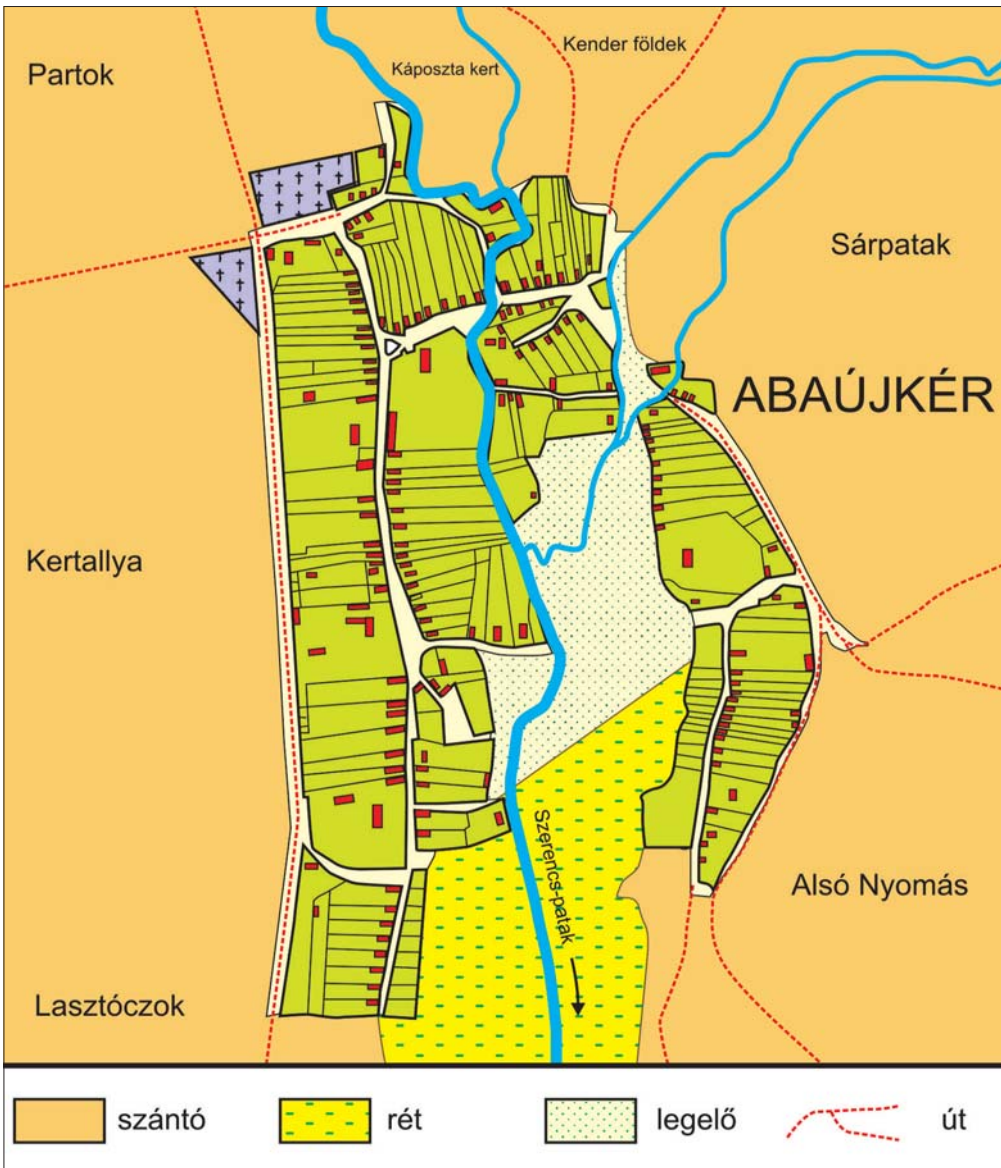 Partok
Káposzta kert
Kender földek
Sárpatak
ABAÚJKÉR
Kertallya
Szerencs-patak
Alsó Nyomás
Lasztóczok
szántó
rét
legelő
út